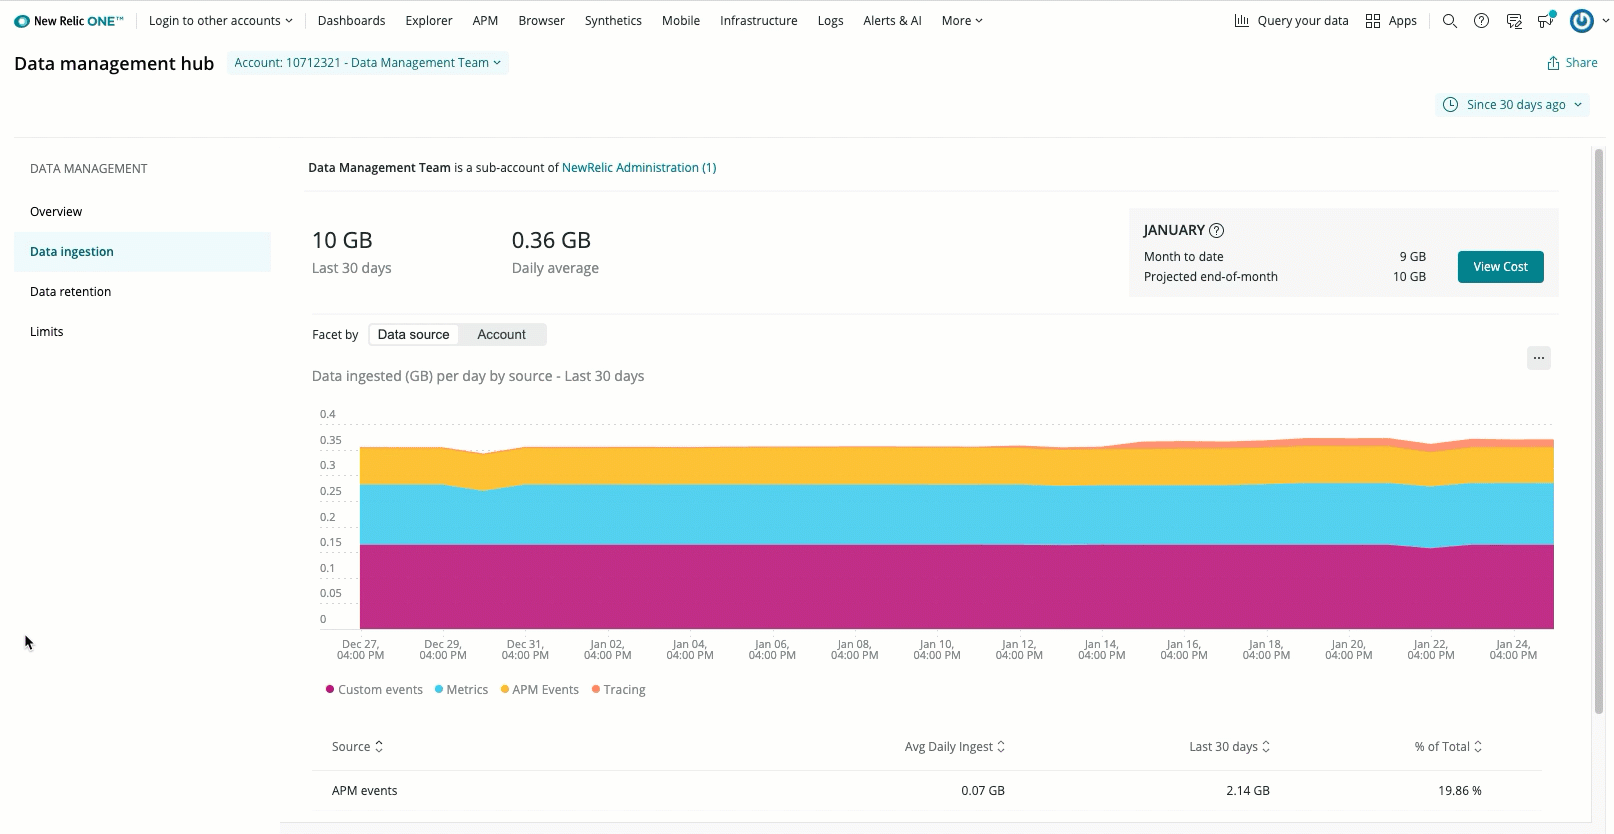 New Relic ONE™ Login to other accounts Dashboards Explorer APM Browser Synthetics Mobile Infrastructure Logs Alerts & AI More Query your data Apps
Data management hub Account: 10712321 - Data Management Team Share
Since 30 days ago
DATA MANAGEMENT
Overview
Data ingestion
Data retention
Limits
Data Management Team is a sub-account of NewRelic Administration (1)
10 GB
Last 30 days
0.36 GB
Daily average
JANUARY ?
Month to date 9 GB
Projected end-of-month 10 GB
View Cost
Facet by Data source Account
...
Data ingested (GB) per day by source - Last 30 days
0.4
0.35
0.3
0.25
0.2
0.15
0.1
0.05
0
Dec 27, 04:00 PM
Dec 29, 04:00 PM
Dec 31, 04:00 PM
Jan 02, 04:00 PM
Jan 04, 04:00 PM
Jan 06, 04:00 PM
Jan 08, 04:00 PM
Jan 10, 04:00 PM
Jan 12, 04:00 PM
Jan 14, 04:00 PM
Jan 16, 04:00 PM
Jan 18, 04:00 PM
Jan 20, 04:00 PM
Jan 22, 04:00 PM
Jan 24, 04:00 PM
Custom events Metrics APM Events Tracing
Source Avg Daily Ingest Last 30 days % of Total
APM events 0.07 GB 2.14 GB 19.86 %